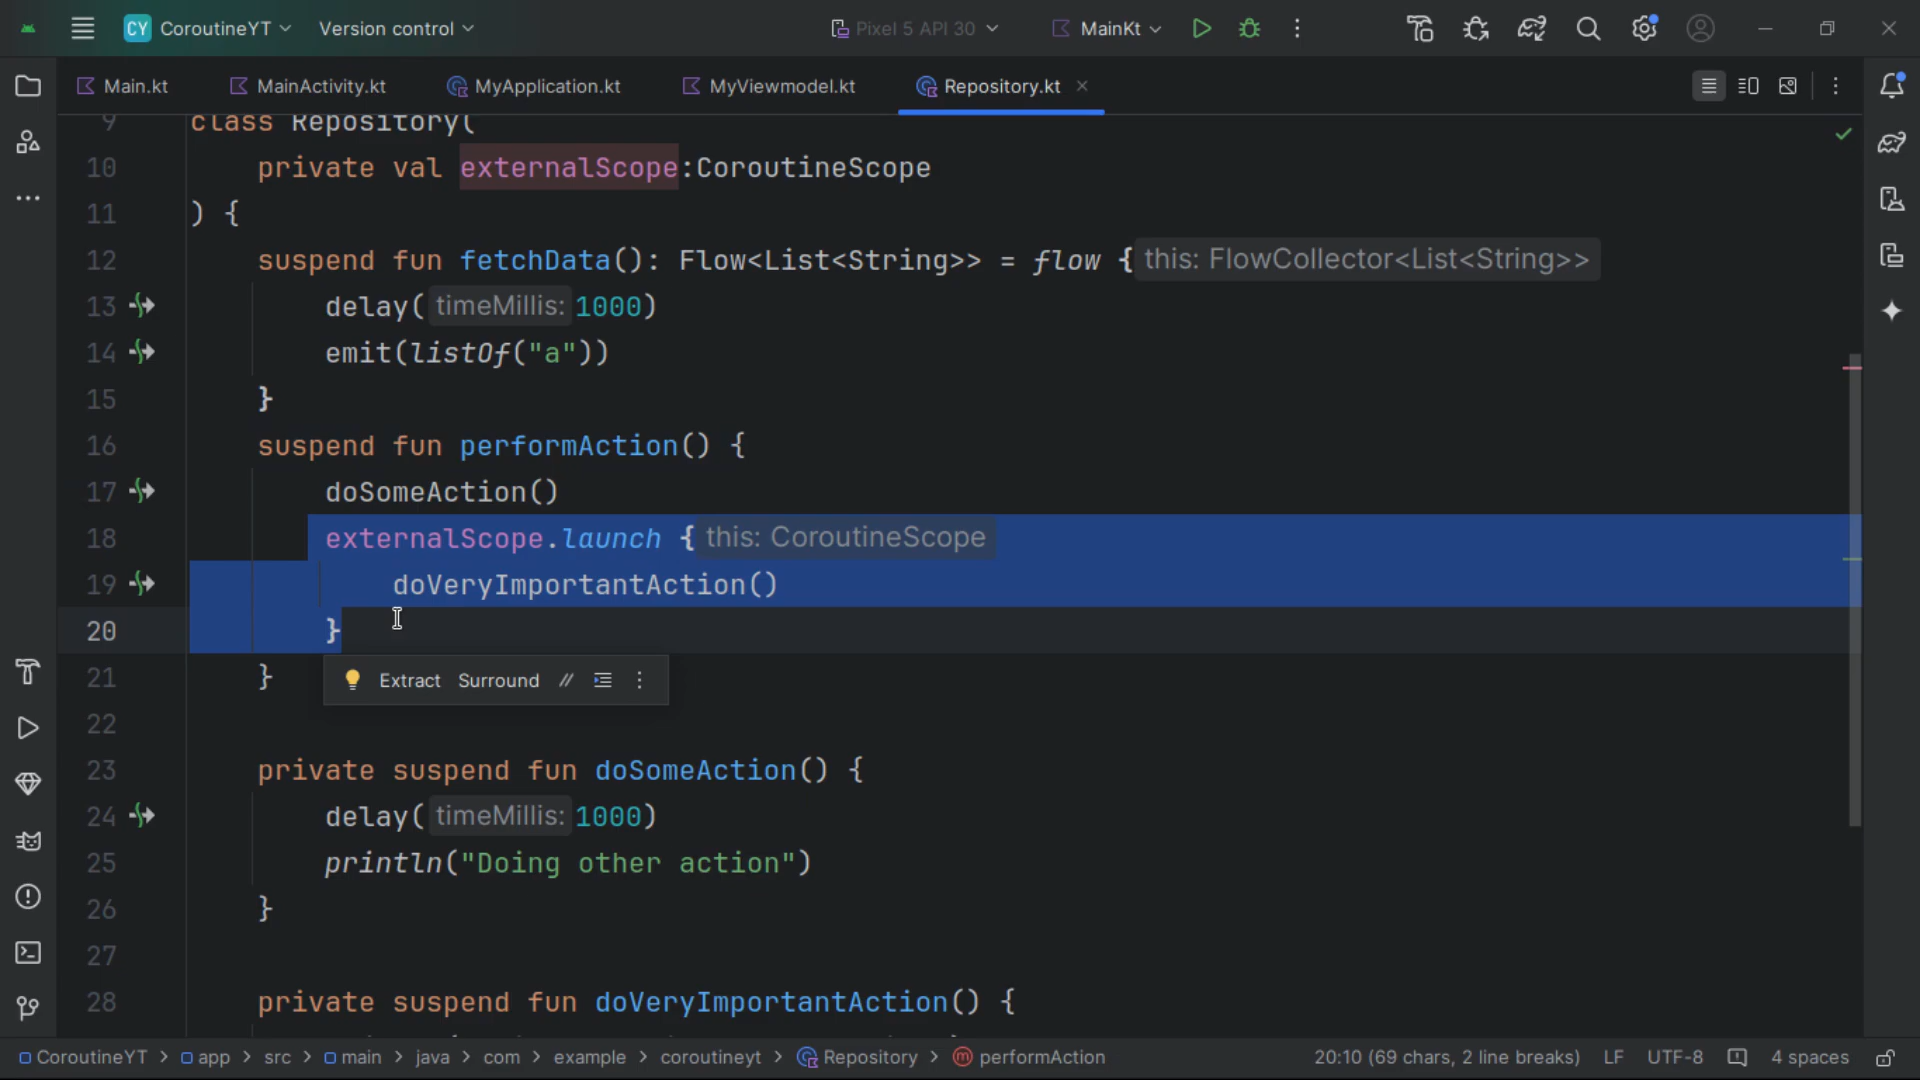 CY CoroutineYT Version control Pixel 5 API 30 MainKt
Main.kt MainActivity.kt MyApplication.kt MyViewmodel.kt Repository.kt
9 class Repository(
10 private val externalScope:CoroutineScope
11 ) {
12 suspend fun fetchData(): Flow<List<String>> = flow { this: FlowCollector<List<String>>
13 delay( timeMillis: 1000)
14 emit(listOf("a"))
15 }
16 suspend fun performAction() {
17 doSomeAction()
18 externalScope.launch { this: CoroutineScope
19 doVeryImportantAction()
20 }
21 }
Extract Surround //
22
23 private suspend fun doSomeAction() {
24 delay( timeMillis: 1000)
25 println("Doing other action")
26 }
27
28 private suspend fun doVeryImportantAction() {
CoroutineYT > app > src > main > java > com > example > coroutineyt > Repository > performAction 20:10 (69 chars, 2 line breaks) LF UTF-8 4 spaces